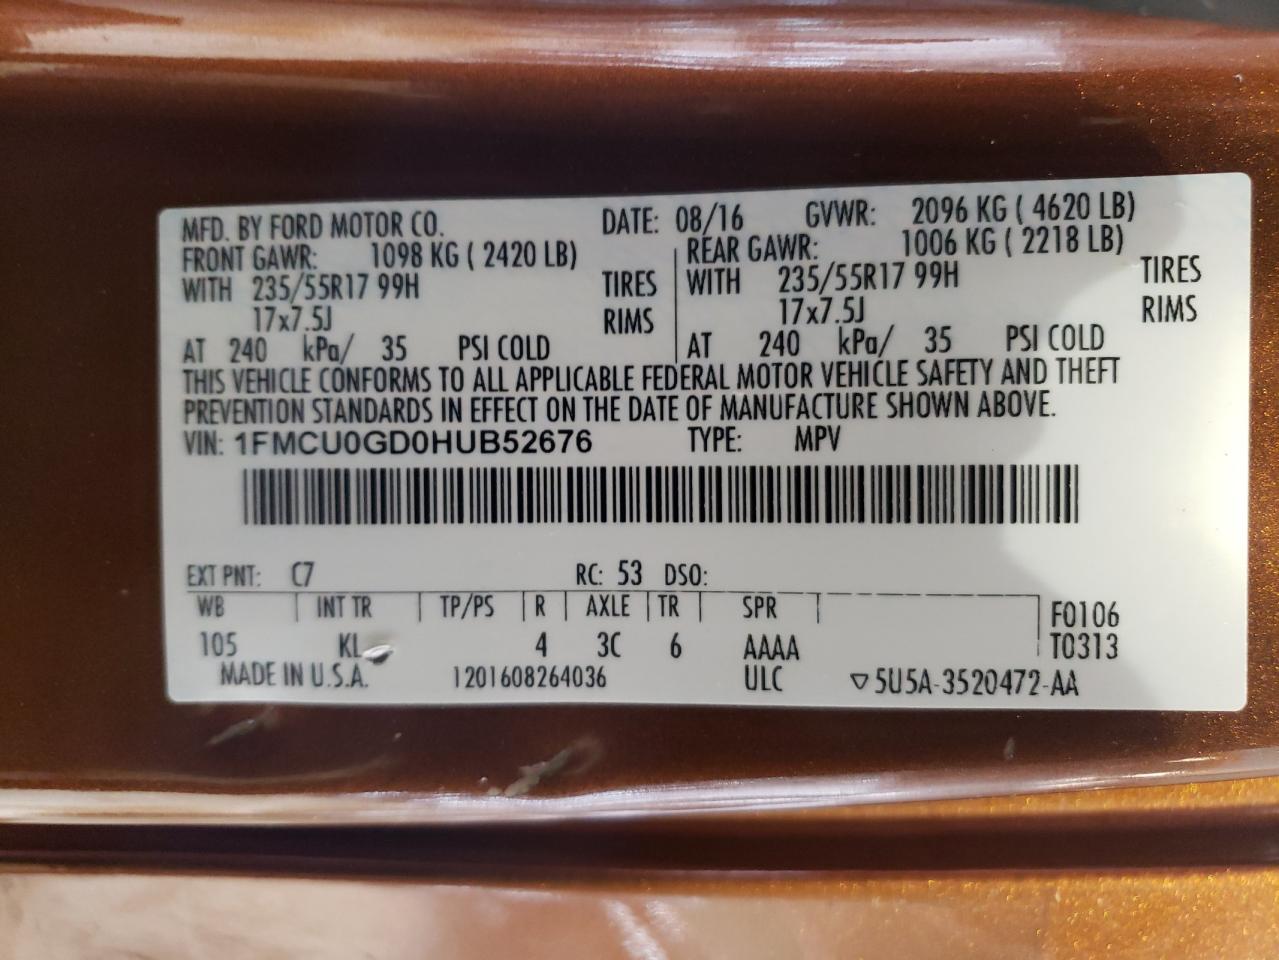 MFD. BY FORD MOTOR CO. DATE: 08/16 GVWR: 2096 KG ( 4620 LB)
FRONT GAWR: 1098 KG ( 2420 LB) REAR GAWR: 1006 KG ( 2218 LB)
WITH 235/55R17 99H TIRES WITH 235/55R17 99H TIRES
17x7.5J RIMS 17x7.5J RIMS
AT 240 kPa/ 35 PSI COLD AT 240 kPa/ 35 PSI COLD
THIS VEHICLE CONFORMS TO ALL APPLICABLE FEDERAL MOTOR VEHICLE SAFETY AND THEFT
PREVENTION STANDARDS IN EFFECT ON THE DATE OF MANUFACTURE SHOWN ABOVE.
VIN: 1FMCU0GD0HUB52676 TYPE: MPV
EXT PNT: C7 RC: 53 DSO:
WB INT TR TP/PS R AXLE TR SPR F0106
105 KL 4 3C 6 AAAA T0313
MADE IN U.S.A. 1201608264036 ULC ▽5U5A-3520472-AA